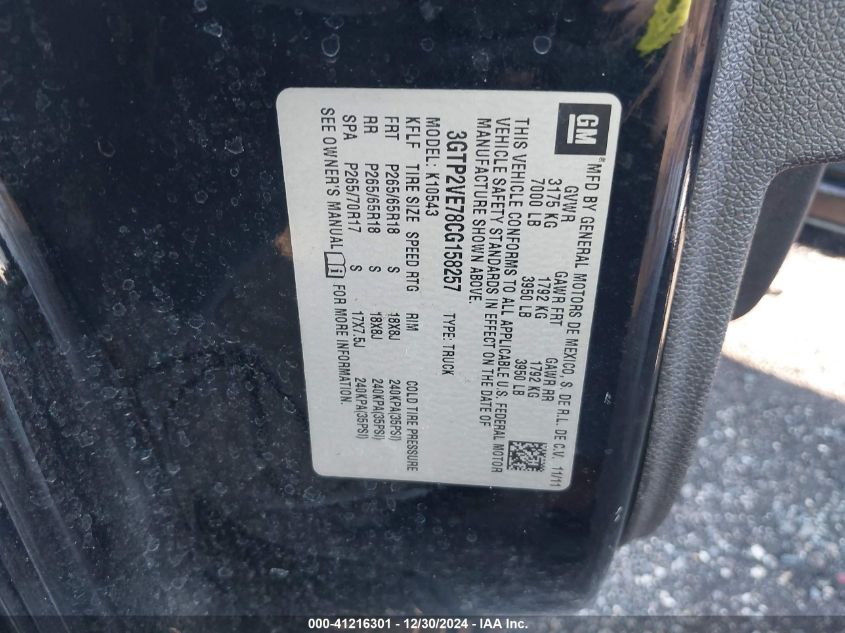 GM
MFD BY GENERAL MOTORS DE MEXICO, S. DE R.L. DE C.V. 11/11
GVWR GAWR FRT GAWR RR
3175 KG 1792 KG 1792 KG
7000 LB 3950 LB 3950 LB
THIS VEHICLE CONFORMS TO ALL APPLICABLE U.S. FEDERAL MOTOR
VEHICLE SAFETY STANDARDS IN EFFECT ON THE DATE OF
MANUFACTURE SHOWN ABOVE.
3GTP2VE78CG158257 TYPE: TRUCK
MODEL: K10543
KFLF TIRE SIZE SPEED RTG RIM COLD TIRE PRESSURE
FRT P265/65R18 S 18X8J 240KPA(35PSI)
RR P265/65R18 S 18X8J 240KPA(35PSI)
SPA P265/70R17 S 17X7.5J 240KPA(35PSI)
SEE OWNER'S MANUAL FOR MORE INFORMATION.
000-41216301 - 12/30/2024 - IAA Inc.